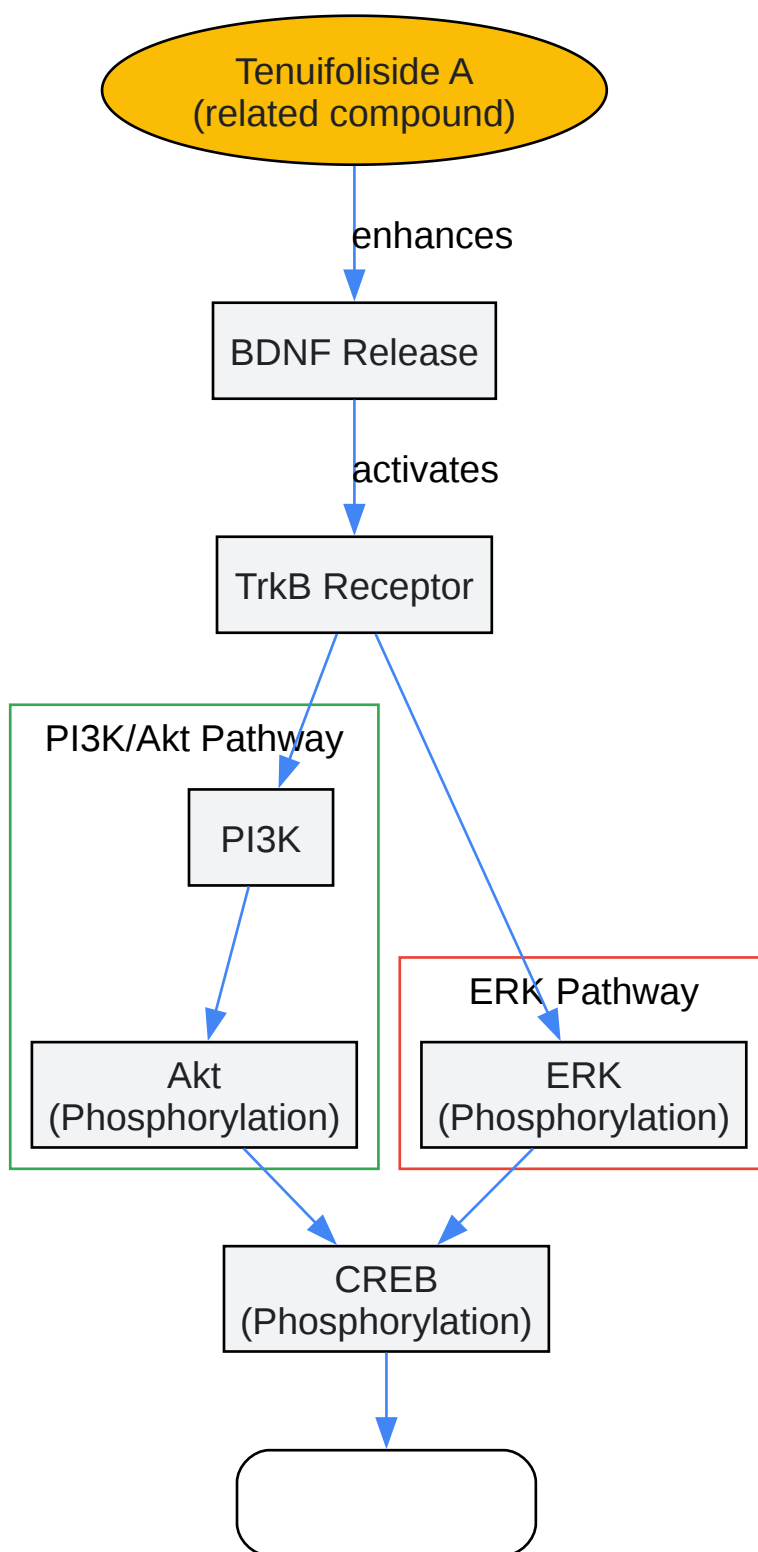 Tenuifoliside A
(related compound)
enhances
BDNF Release
activates
TrkB Receptor
PI3K/Akt Pathway
PI3K
ERK Pathway
Akt
(Phosphorylation)
ERK
(Phosphorylation)
CREB
(Phosphorylation)